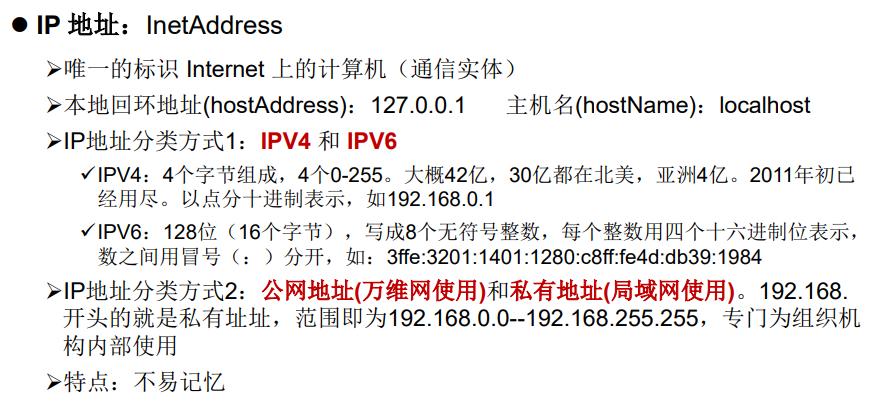 ● IP 地址：InetAddress
➢唯一的标识 Internet 上的计算机（通信实体）
➢本地回环地址(hostAddress)：127.0.0.1 主机名(hostName)：localhost
➢IP地址分类方式1：IPV4 和 IPV6
✓IPV4：4个字节组成，4个0-255。大概42亿，30亿都在北美，亚洲4亿。2011年初已
经用尽。以点分十进制表示，如192.168.0.1
✓IPV6：128位（16个字节），写成8个无符号整数，每个整数用四个十六进制位表示，
数之间用冒号（：）分开，如：3ffe:3201:1401:1280:c8ff:fe4d:db39:1984
➢IP地址分类方式2：公网地址(万维网使用)和私有地址(局域网使用)。192.168.
开头的就是私有址址，范围即为192.168.0.0--192.168.255.255，专门为组织机
构内部使用
➢特点：不易记忆